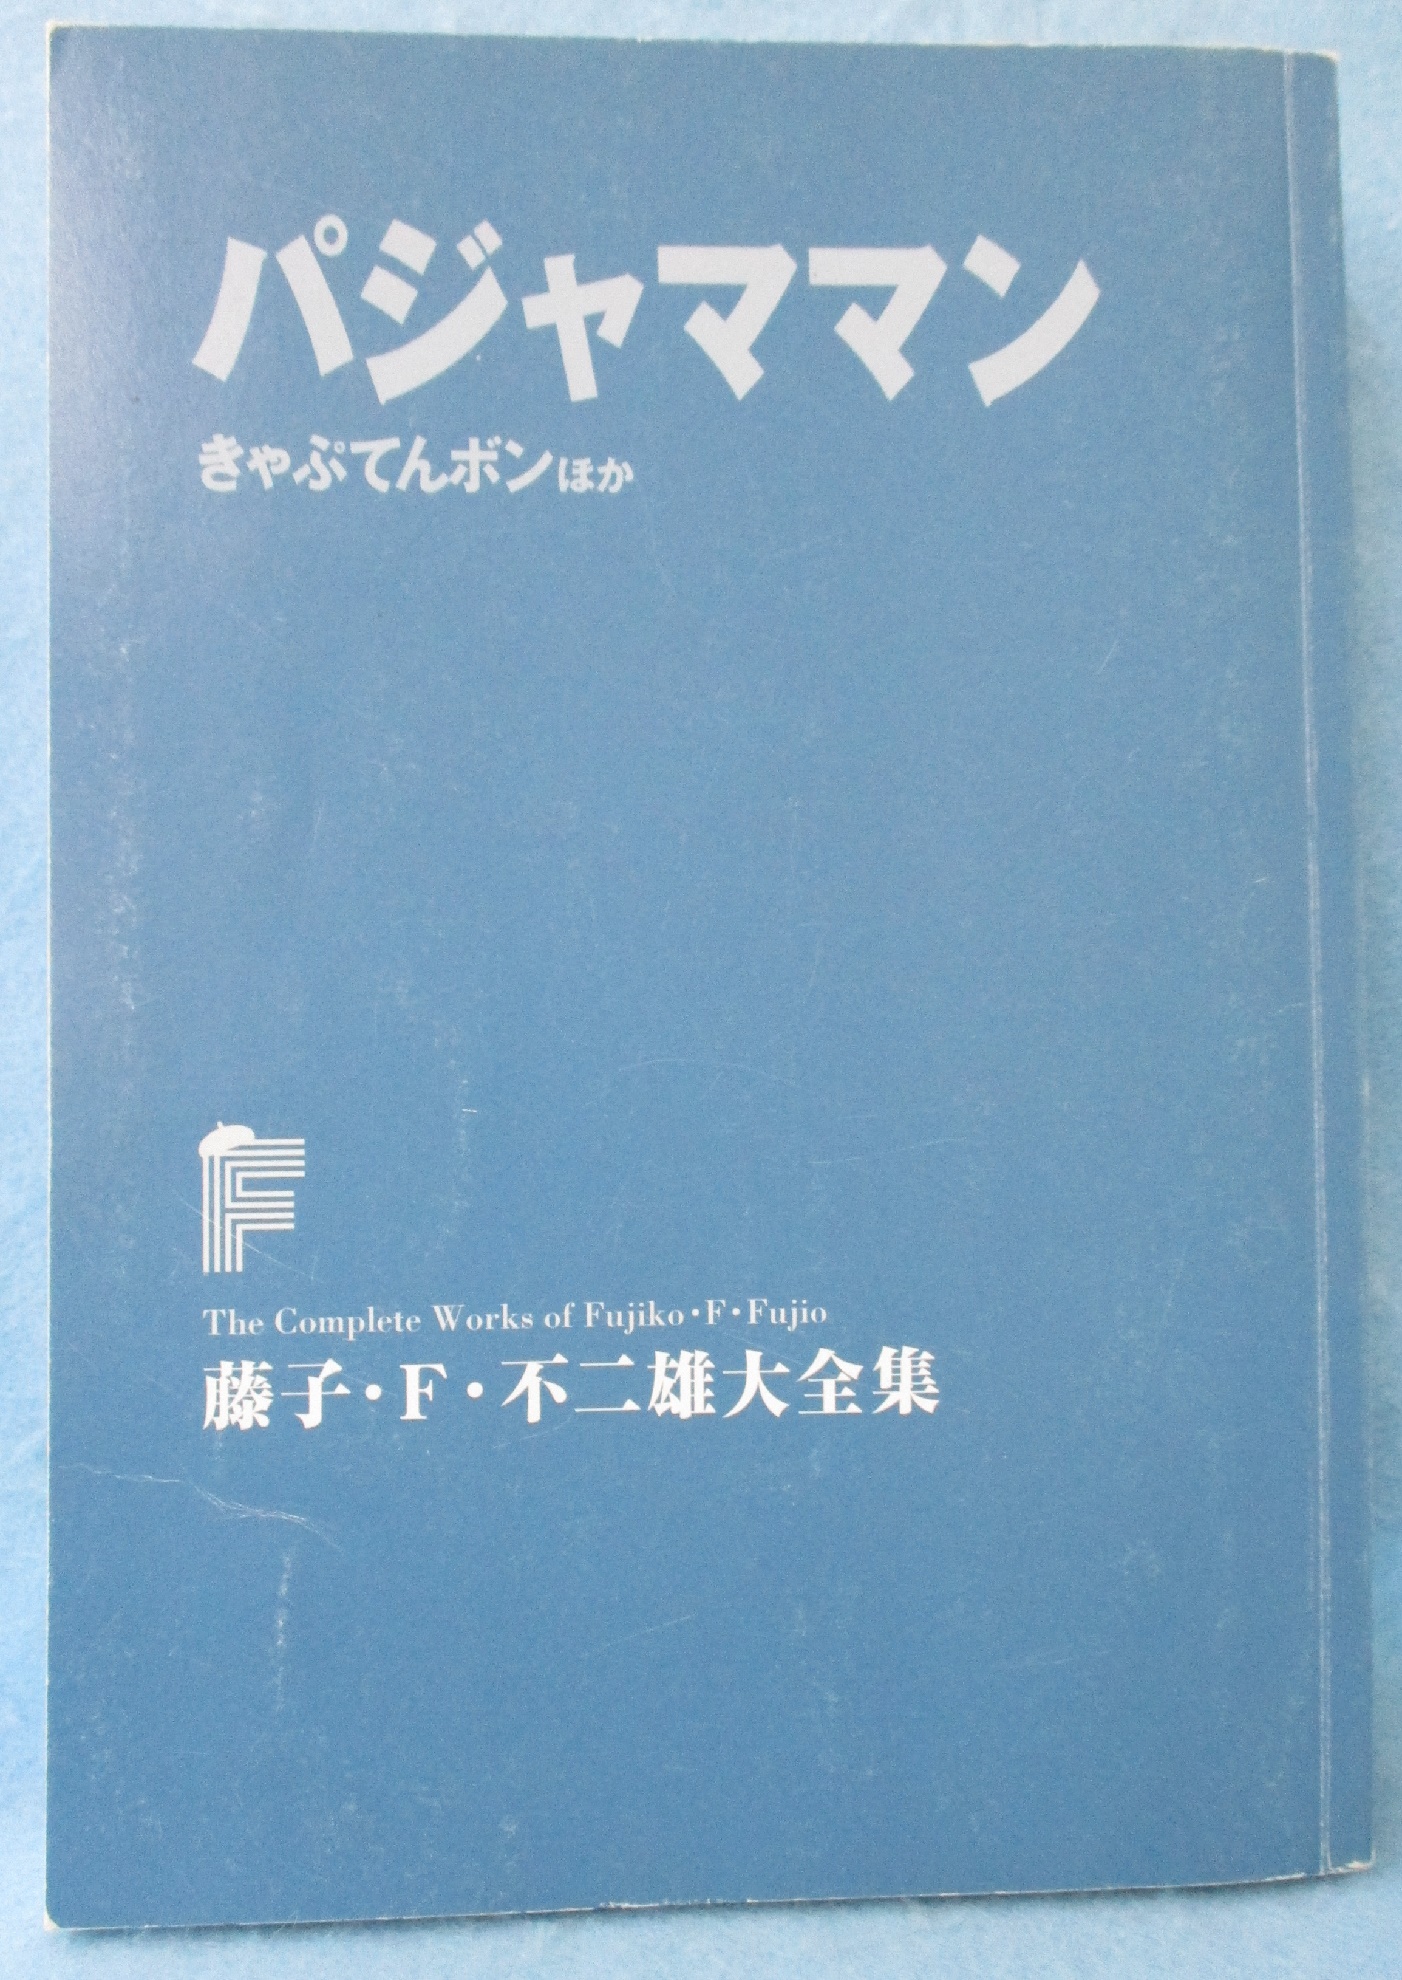 パジャママン
きゃぷてんボンほか
F
The Complete Works of Fujiko・F・Fujio
藤子・F・不二雄大全集